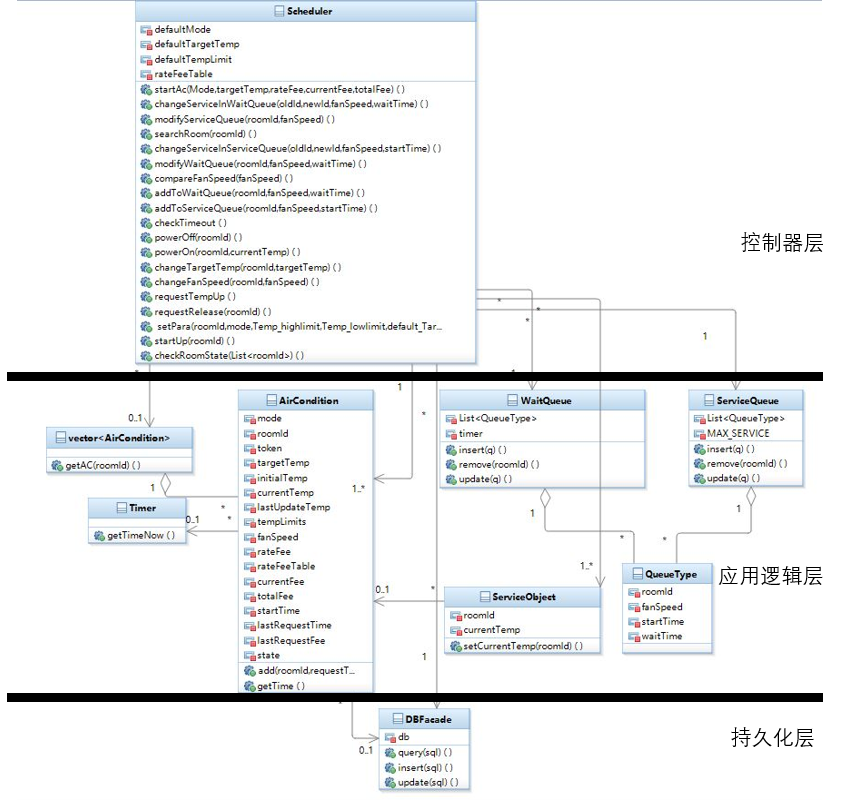 Scheduler
defaultMode
defaultTargetTemp
defaultTempLimit
rateFeeTable
startAc(Mode,targetTemp,rateFee,currentFee,totalFee) ( )
changeServiceInWaitQueue(oldId,newId,fanSpeed,waitTime) ( )
modifyServiceQueue(roomId,fanSpeed) ( )
searchRoom(roomId) ( )
changeServiceInServiceQueue(oldId,newId,fanSpeed,startTime) ( )
modifyWaitQueue(roomId,fanSpeed,waitTime) ( )
compareFanSpeed(fanSpeed) ( )
addToWaitQueue(roomId,fanSpeed,waitTime) ( )
addToServiceQueue(roomId,fanSpeed,startTime) ( )
checkTimeout ( )
powerOff(roomId) ( )
powerOn(roomId,currentTemp) ( )
changeTargetTemp(roomId,targetTemp) ( )
changeFanSpeed(roomId,fanSpeed) ( )
requestTempUp ( )
requestRelease(roomId) ( )
setPara(roomId,mode,Temp_highlimit,Temp_lowlimit,default_Tar...
startUp(roomId) ( )
checkRoomState(List<roomId>) ( )
控制器层
*
*
*
1
1
*
0..1
vector<AirCondition>
getAC(roomId) ( )
1
Timer
getTimeNow ( )
0..1
*
*
AirCondition
mode
roomId
token
targetTemp
initialTemp
currentTemp
lastUpdateTemp
tempLimits
fanSpeed
rateFee
rateFeeTable
currentFee
totalFee
startTime
lastRequestTime
lastRequestFee
state
add(roomId,requestT...
getTime ( )
1..*
0..1
*
1
WaitQueue
List<QueueType>
timer
insert(q) ( )
remove(roomId) ( )
update(q) ( )
1
*
ServiceQueue
List<QueueType>
MAX_SERVICE
insert(q) ( )
remove(roomId) ( )
update(q) ( )
1
*
1..*
ServiceObject
roomId
currentTemp
setCurrentTemp(roomId) ( )
QueueType
roomId
fanSpeed
startTime
waitTime
应用逻辑层
0..1
DBFacade
db
query(sql) ( )
insert(sql) ( )
update(sql) ( )
持久化层